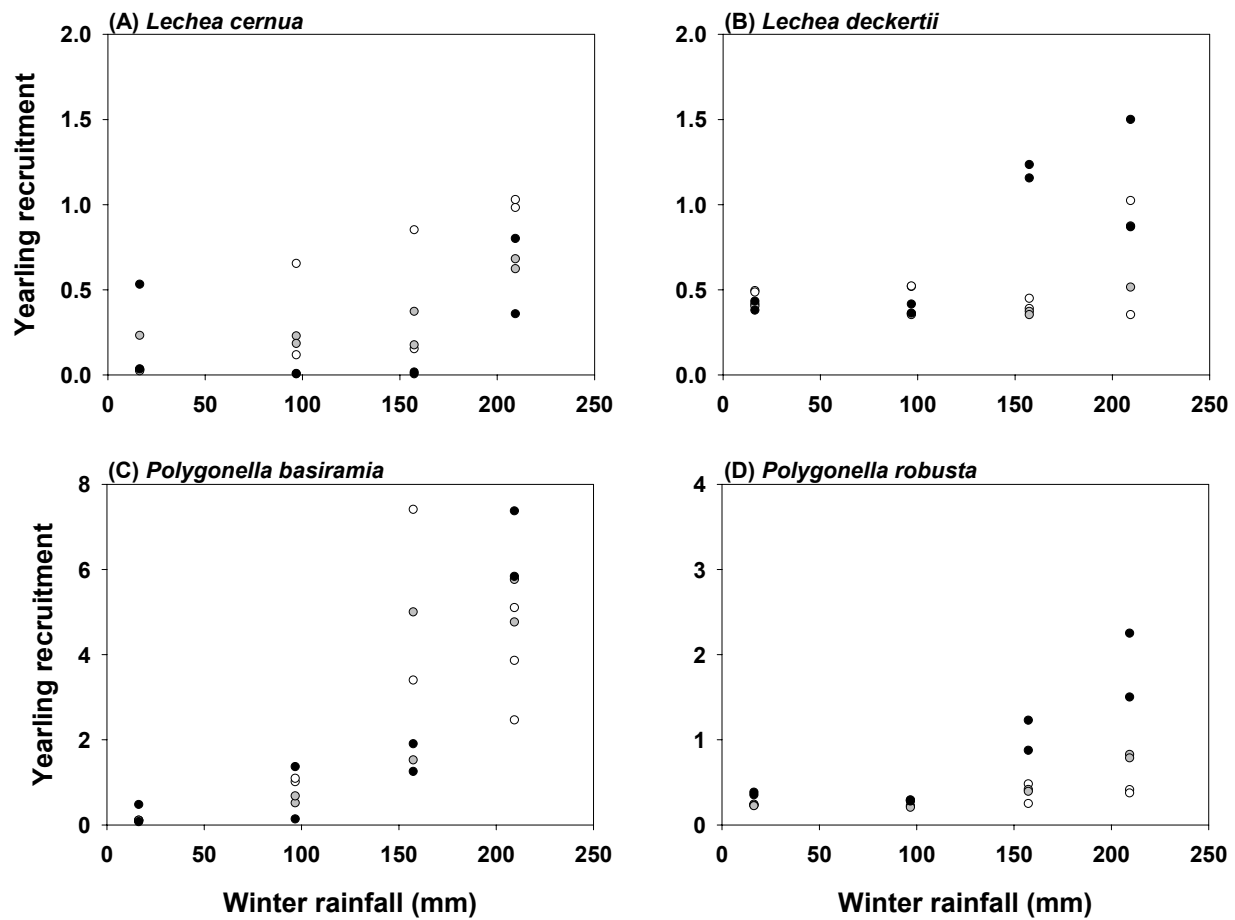 (A) Lechea cernua
(B) Lechea deckertii
Yearling recruitment
2.0
1.5
1.0
0.5
0.0
0 50 100 150 200 250
2.0
1.5
1.0
0.5
0.0
0 50 100 150 200 250
(C) Polygonella basiramia
(D) Polygonella robusta
Yearling recruitment
8
6
4
2
0
0 50 100 150 200 250
Winter rainfall (mm)
4
3
2
1
0
0 50 100 150 200 250
Winter rainfall (mm)